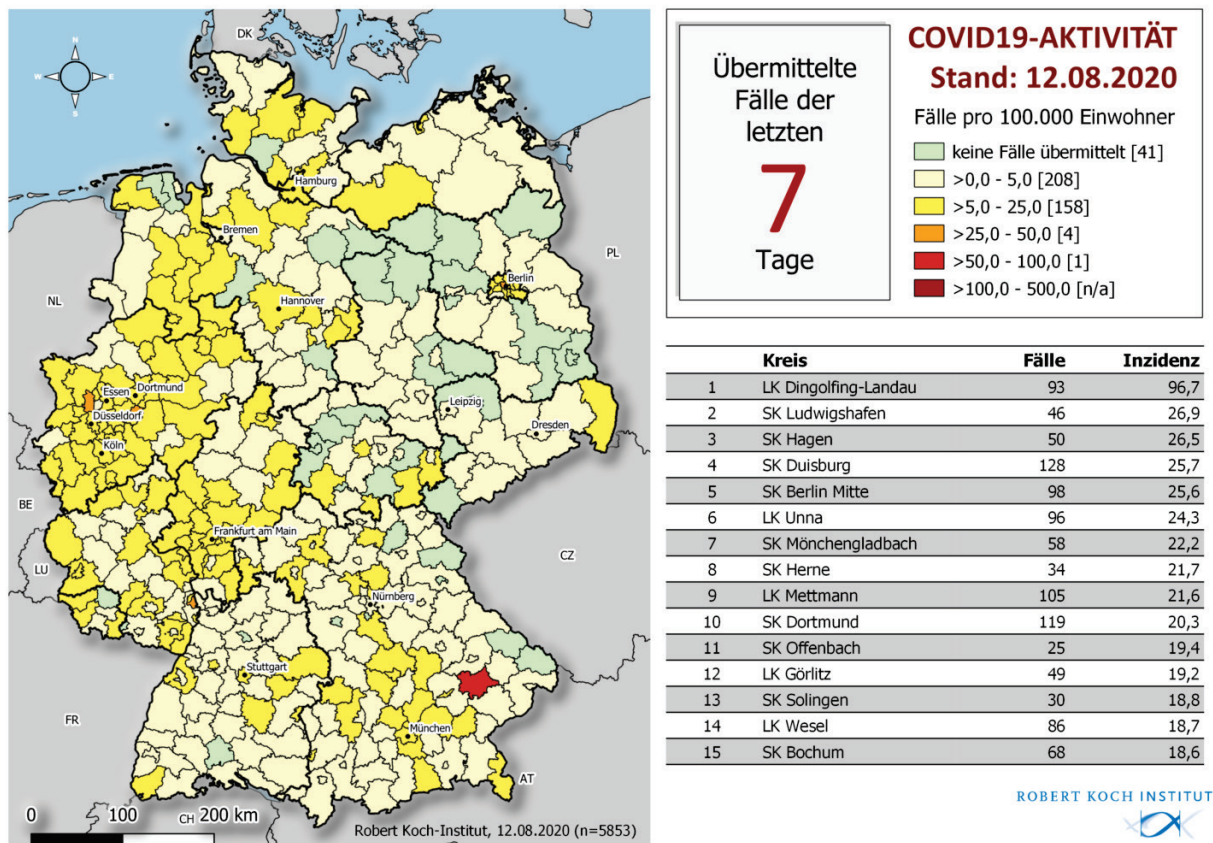 N
W
E
S
DK
PL
NL
BE
LU
CZ
FR
AT
CH
Hamburg
Bremen
Berlin
Hannover
Essen
Dortmund
Düsseldorf
Köln
Leipzig
Dresden
Frankfurt am Main
Nürnberg
Stuttgart
München
0 100 200 km
Robert Koch-Institut, 12.08.2020 (n=5853)
Übermittelte
Fälle der
letzten
7
Tage
COVID19-AKTIVITÄT
Stand: 12.08.2020
Fälle pro 100.000 Einwohner
keine Fälle übermittelt [41]
>0,0 - 5,0 [208]
>5,0 - 25,0 [158]
>25,0 - 50,0 [4]
>50,0 - 100,0 [1]
>100,0 - 500,0 [n/a]
Kreis Fälle Inzidenz
1 LK Dingolfing-Landau 93 96,7
2 SK Ludwigshafen 46 26,9
3 SK Hagen 50 26,5
4 SK Duisburg 128 25,7
5 SK Berlin Mitte 98 25,6
6 LK Unna 96 24,3
7 SK Mönchengladbach 58 22,2
8 SK Herne 34 21,7
9 LK Mettmann 105 21,6
10 SK Dortmund 119 20,3
11 SK Offenbach 25 19,4
12 LK Görlitz 49 19,2
13 SK Solingen 30 18,8
14 LK Wesel 86 18,7
15 SK Bochum 68 18,6
ROBERT KOCH INSTITUT